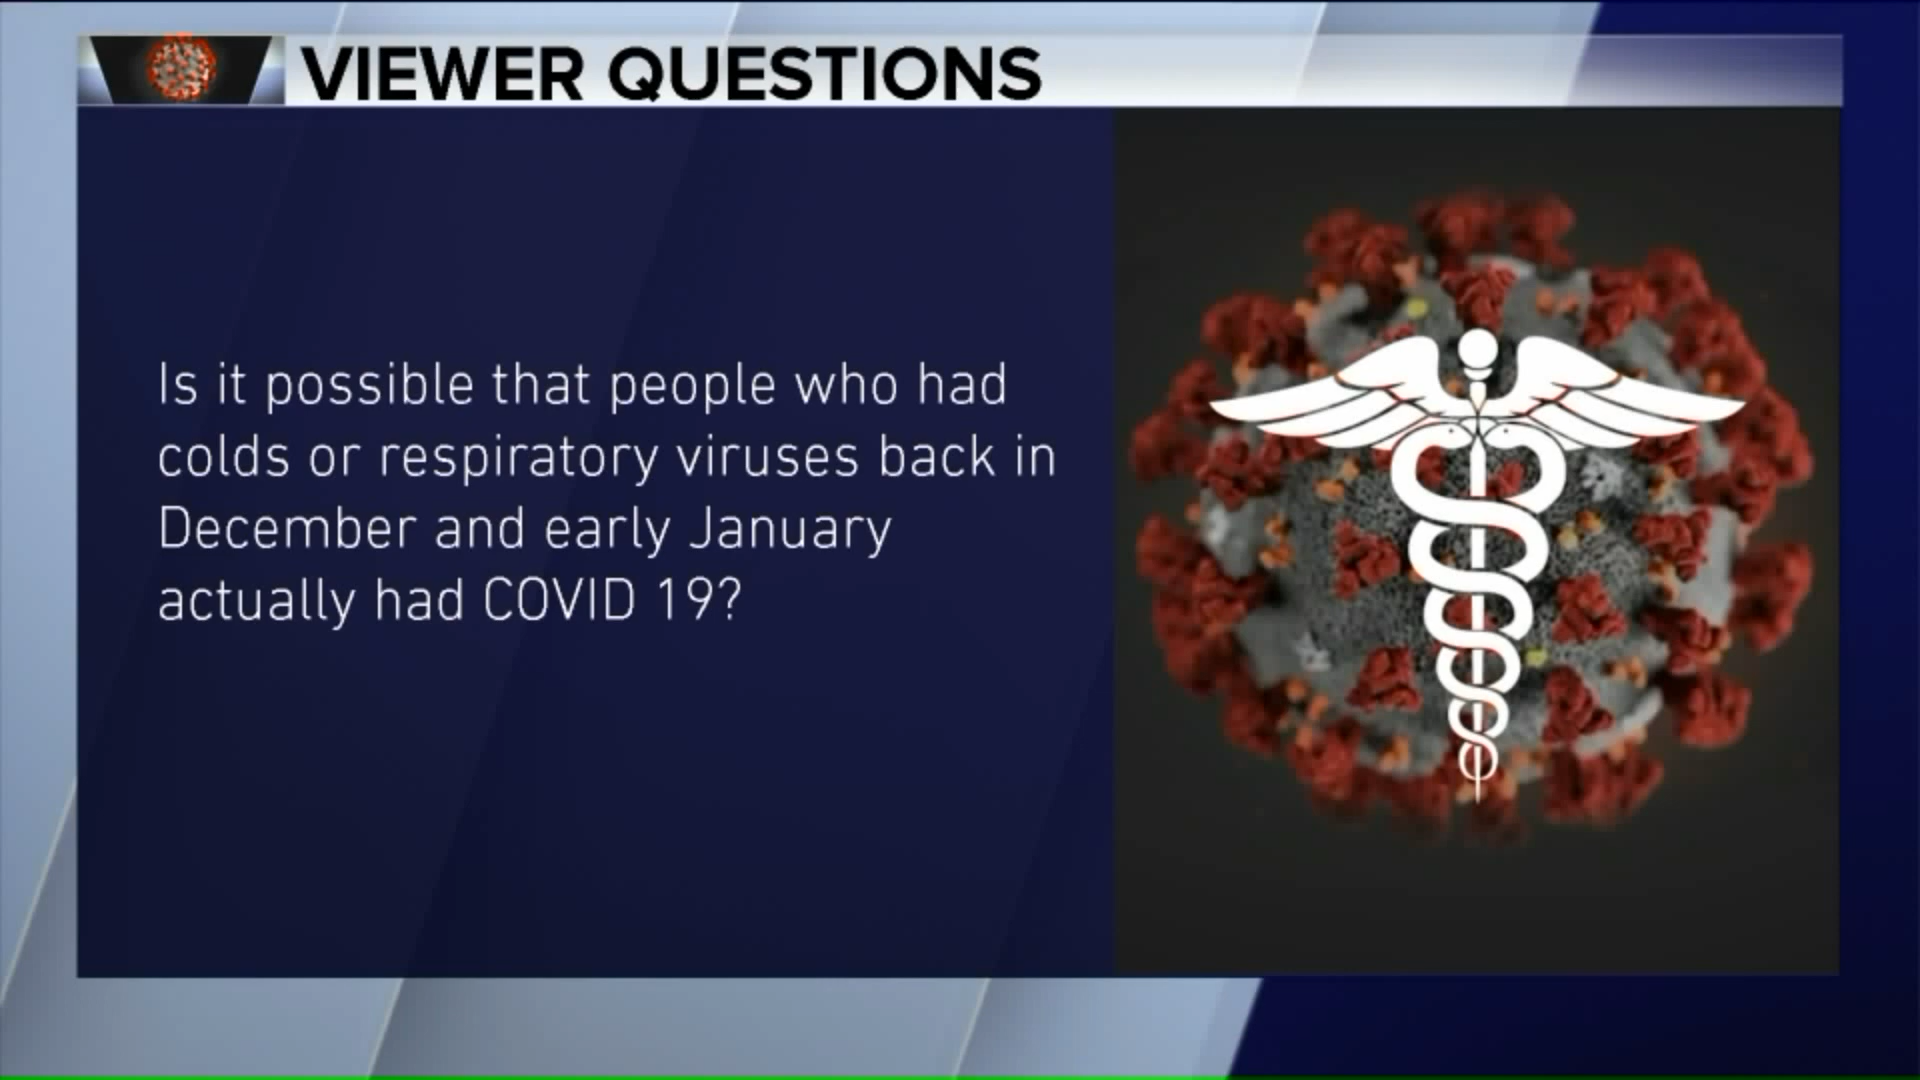 VIEWER QUESTIONS
Is it possible that people who had
colds or respiratory viruses back in
December and early January
actually had COVID 19?